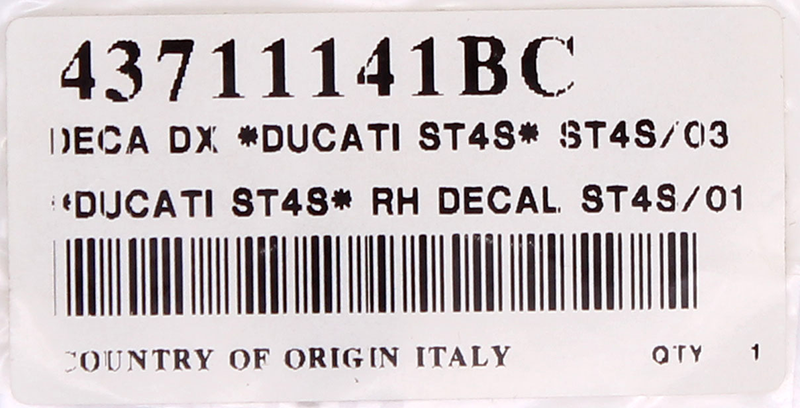 43711141BC
DECA DX *DUCATI ST4S* ST4S/03
*DUCATI ST4S* RH DECAL ST4S/01
COUNTRY OF ORIGIN ITALY QTY 1